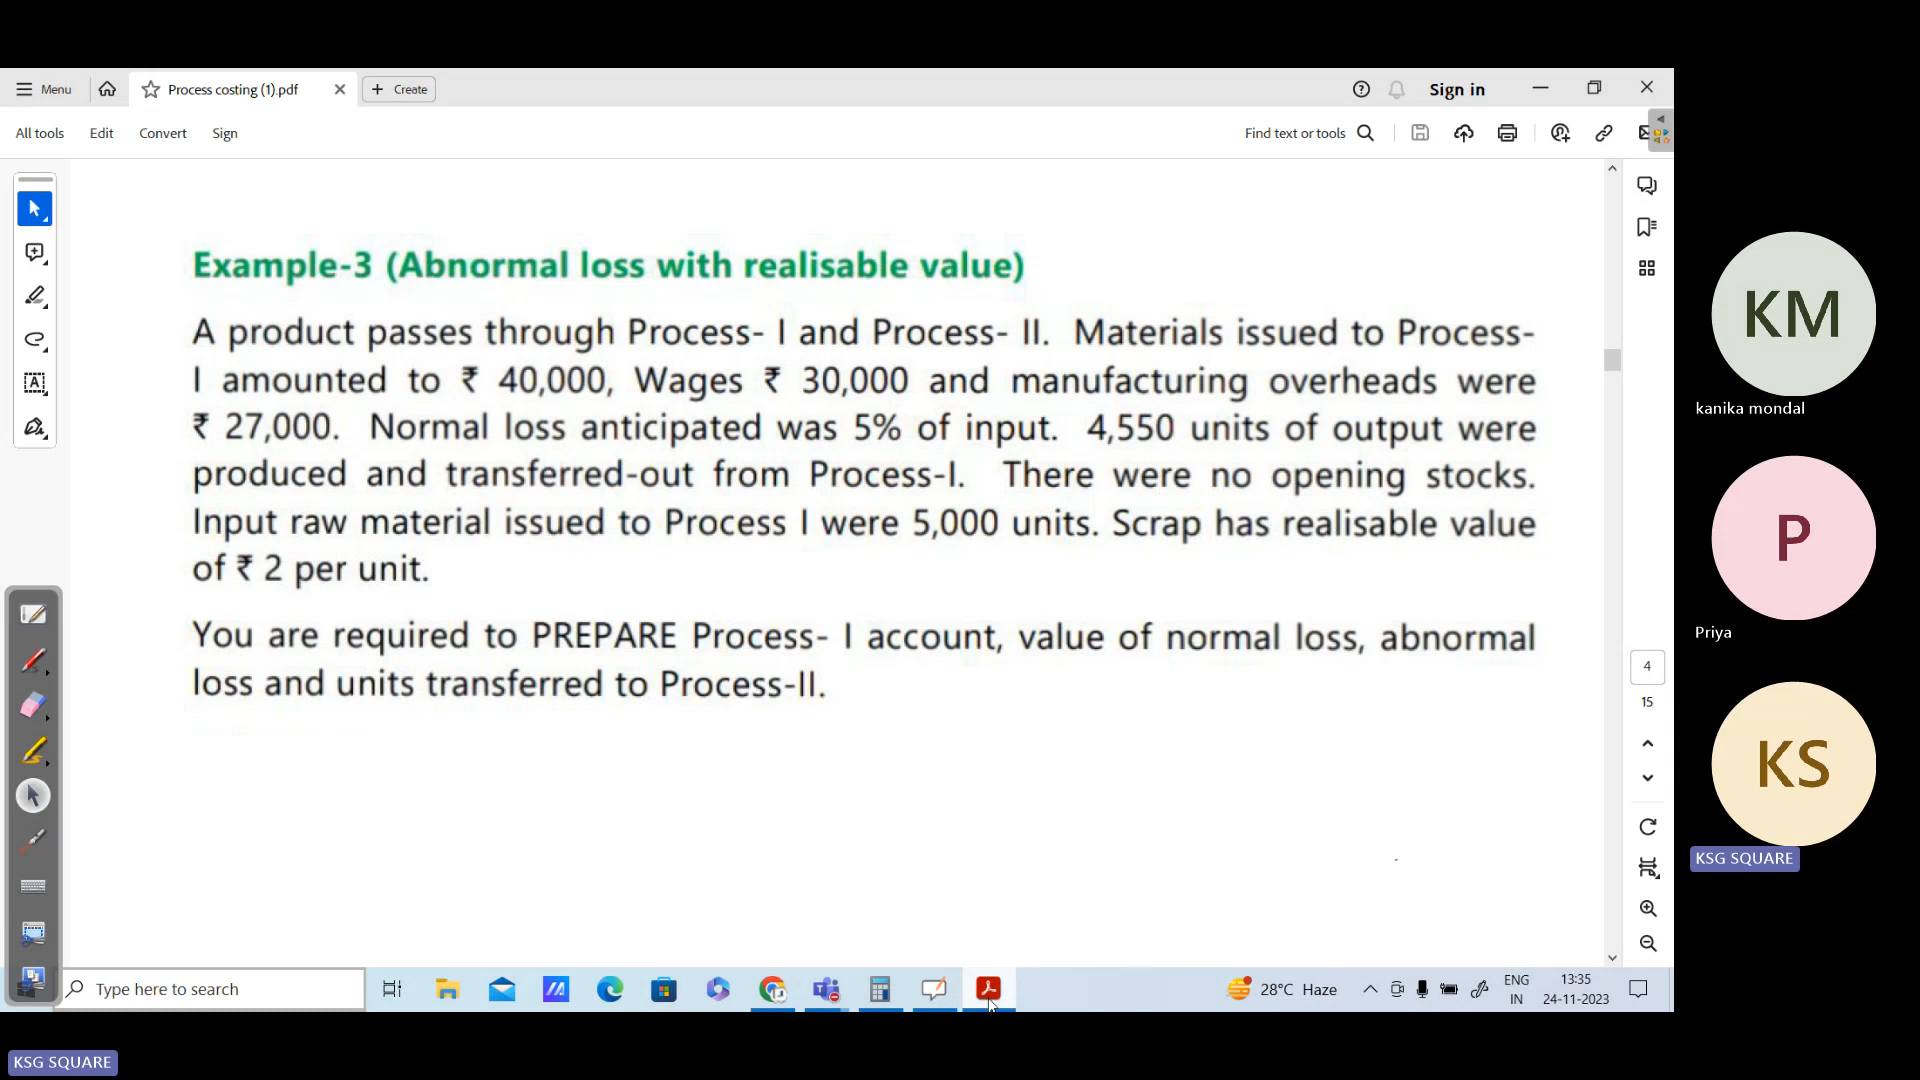 Menu
Process costing (1).pdf
Create
Sign in
All tools
Edit
Convert
Sign
Find text or tools
Example-3 (Abnormal loss with realisable value)
A product passes through Process- I and Process- II. Materials issued to Process-
I amounted to ₹ 40,000, Wages ₹ 30,000 and manufacturing overheads were
₹ 27,000. Normal loss anticipated was 5% of input. 4,550 units of output were
produced and transferred-out from Process-I. There were no opening stocks.
Input raw material issued to Process I were 5,000 units. Scrap has realisable value
of ₹ 2 per unit.
You are required to PREPARE Process- I account, value of normal loss, abnormal
loss and units transferred to Process-II.
4
15
KM
kanika mondal
P
Priya
KS
KSG SQUARE
Type here to search
28°C Haze
ENG
IN
13:35
24-11-2023
KSG SQUARE